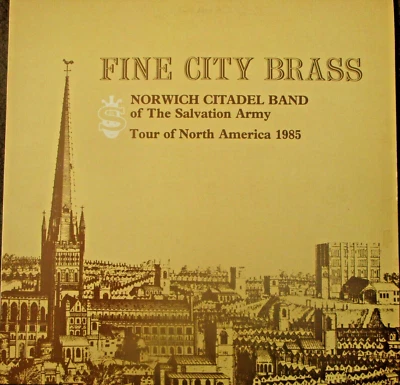 FINE CITY BRASS
NORWICH CITADEL BAND
of The Salvation Army
Tour of North America 1985